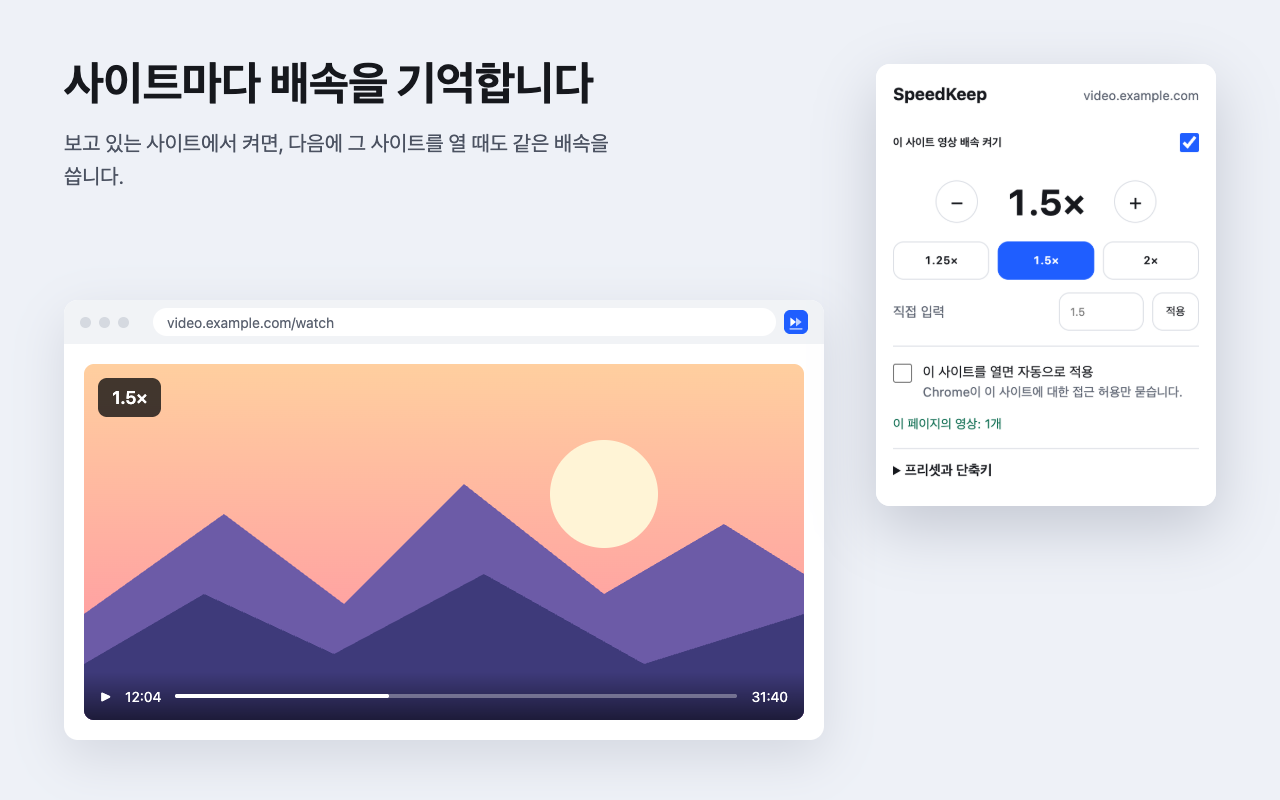 사이트마다 배속을 기억합니다
보고 있는 사이트에서 켜면, 다음에 그 사이트를 열 때도 같은 배속을
씁니다.
video.example.com/watch
1.5×
12:04
31:40
SpeedKeep
video.example.com
이 사이트 영상 배속 켜기
− 1.5× +
1.25× 1.5× 2×
직접 입력 1.5 적용
이 사이트를 열면 자동으로 적용
Chrome이 이 사이트에 대한 접근 허용만 묻습니다.
이 페이지의 영상: 1개
▶ 프리셋과 단축키